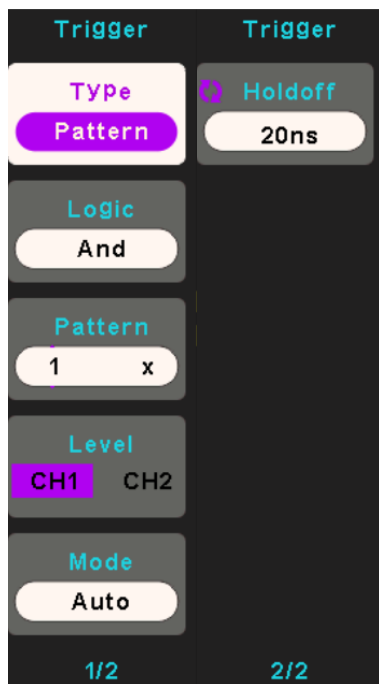 Trigger
Type
Pattern
Logic
And
Pattern
1 x
Level
CH1 CH2
Mode
Auto
1/2
Trigger
Holdoff
20ns
2/2